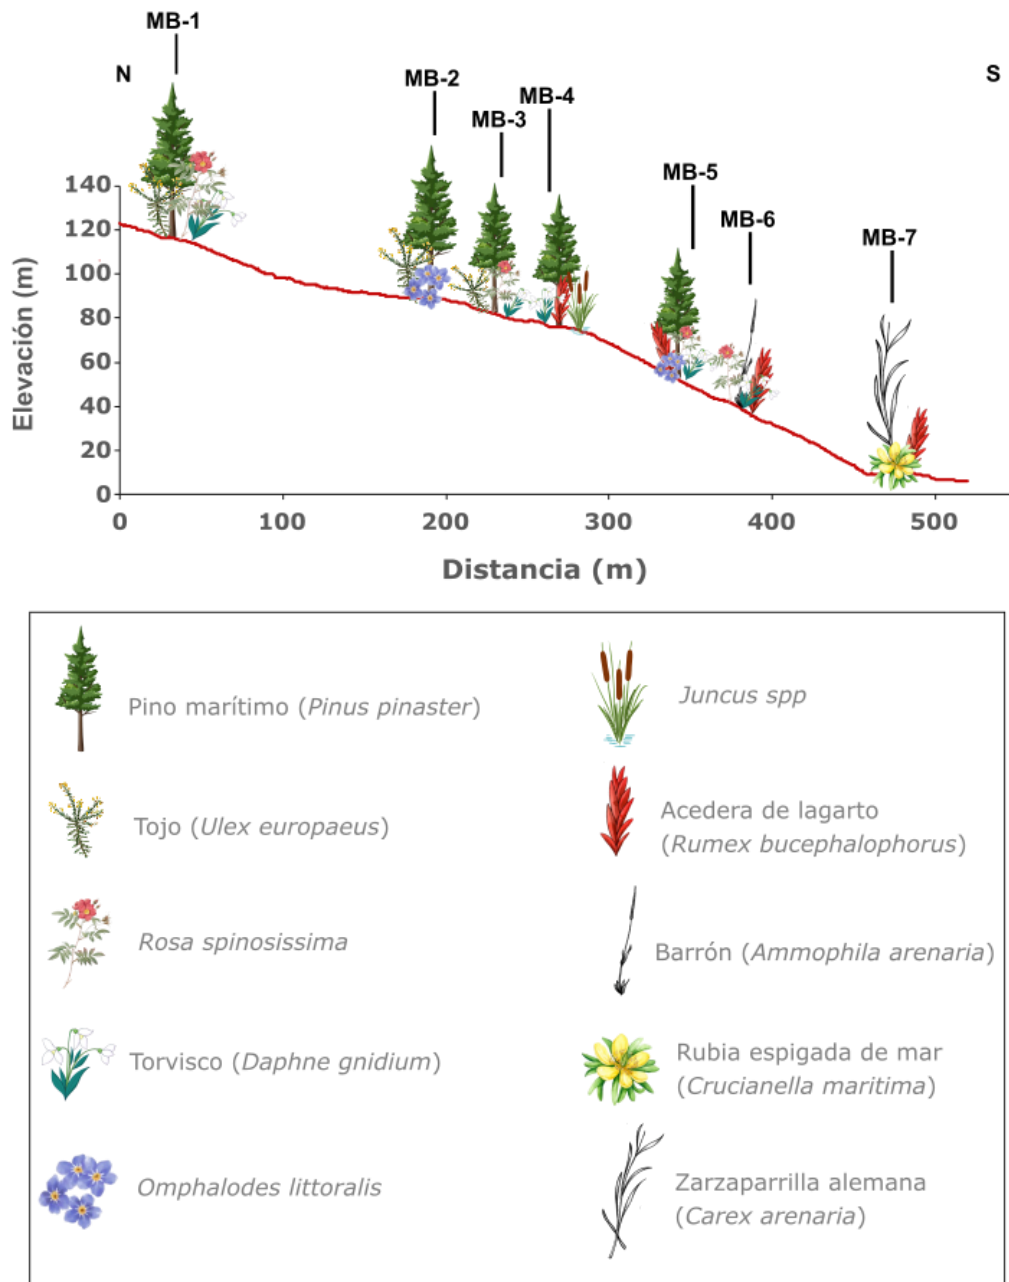 MB-1
N
S
MB-2
MB-4
MB-3
MB-5
MB-6
MB-7
Elevación (m)
140
120
100
80
60
40
20
0
0 100 200 300 400 500
Distancia (m)
Pino marítimo (Pinus pinaster)
Tojo (Ulex europaeus)
Rosa spinosissima
Torvisco (Daphne gnidium)
Omphalodes littoralis
Juncus spp
Acedera de lagarto
(Rumex bucephalophorus)
Barrón (Ammophila arenaria)
Rubia espigada de mar
(Crucianella maritima)
Zarzaparrilla alemana
(Carex arenaria)